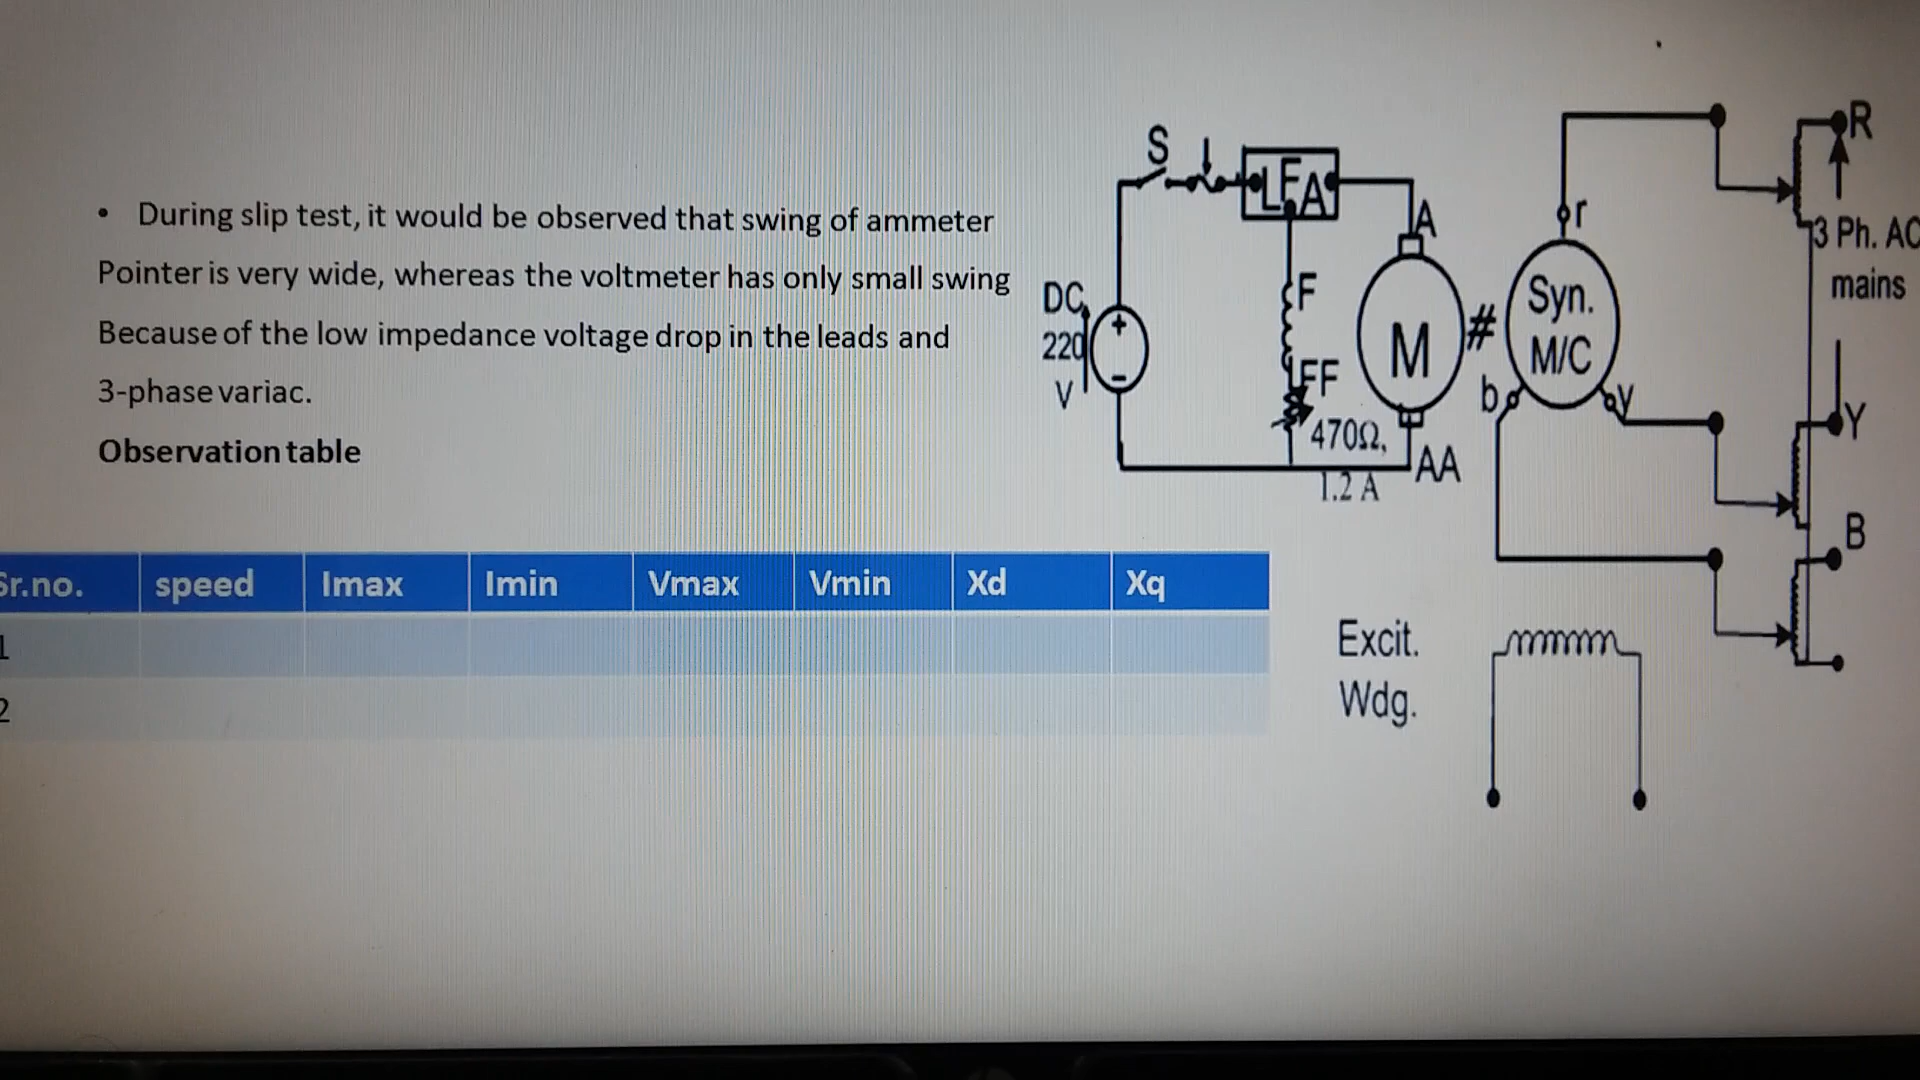 • During slip test, it would be observed that swing of ammeter
Pointer is very wide, whereas the voltmeter has only small swing
Because of the low impedance voltage drop in the leads and
3-phase variac.
Observation table
Sr.no. speed Imax Imin Vmax Vmin Xd Xq
1
2
S
L F A
A
DC
220
V
F
FF
470Ω,
1.2 A
M
AA
#
Syn.
M/C
r
b
y
R
3 Ph. AC
mains
Y
B
Excit.
Wdg.